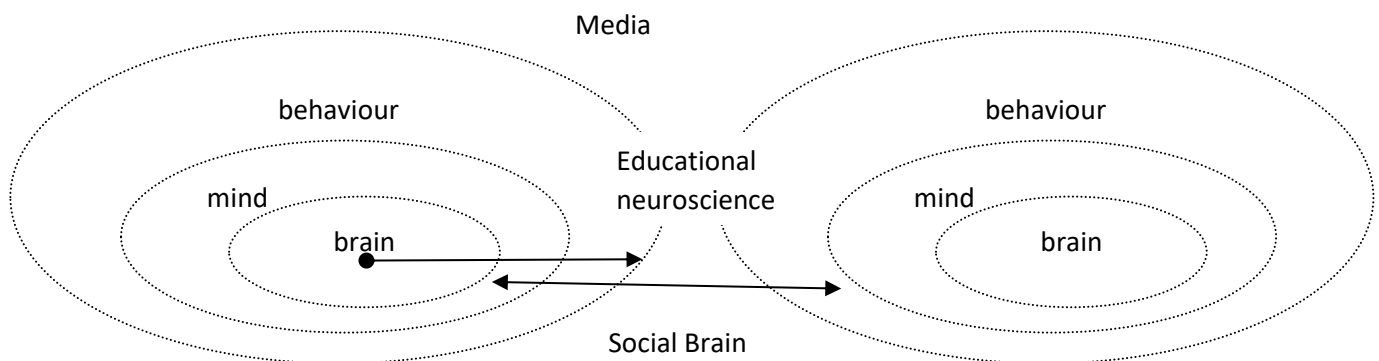 Media
behaviour
behaviour
Educational
neuroscience
mind
mind
brain
brain
Social Brain